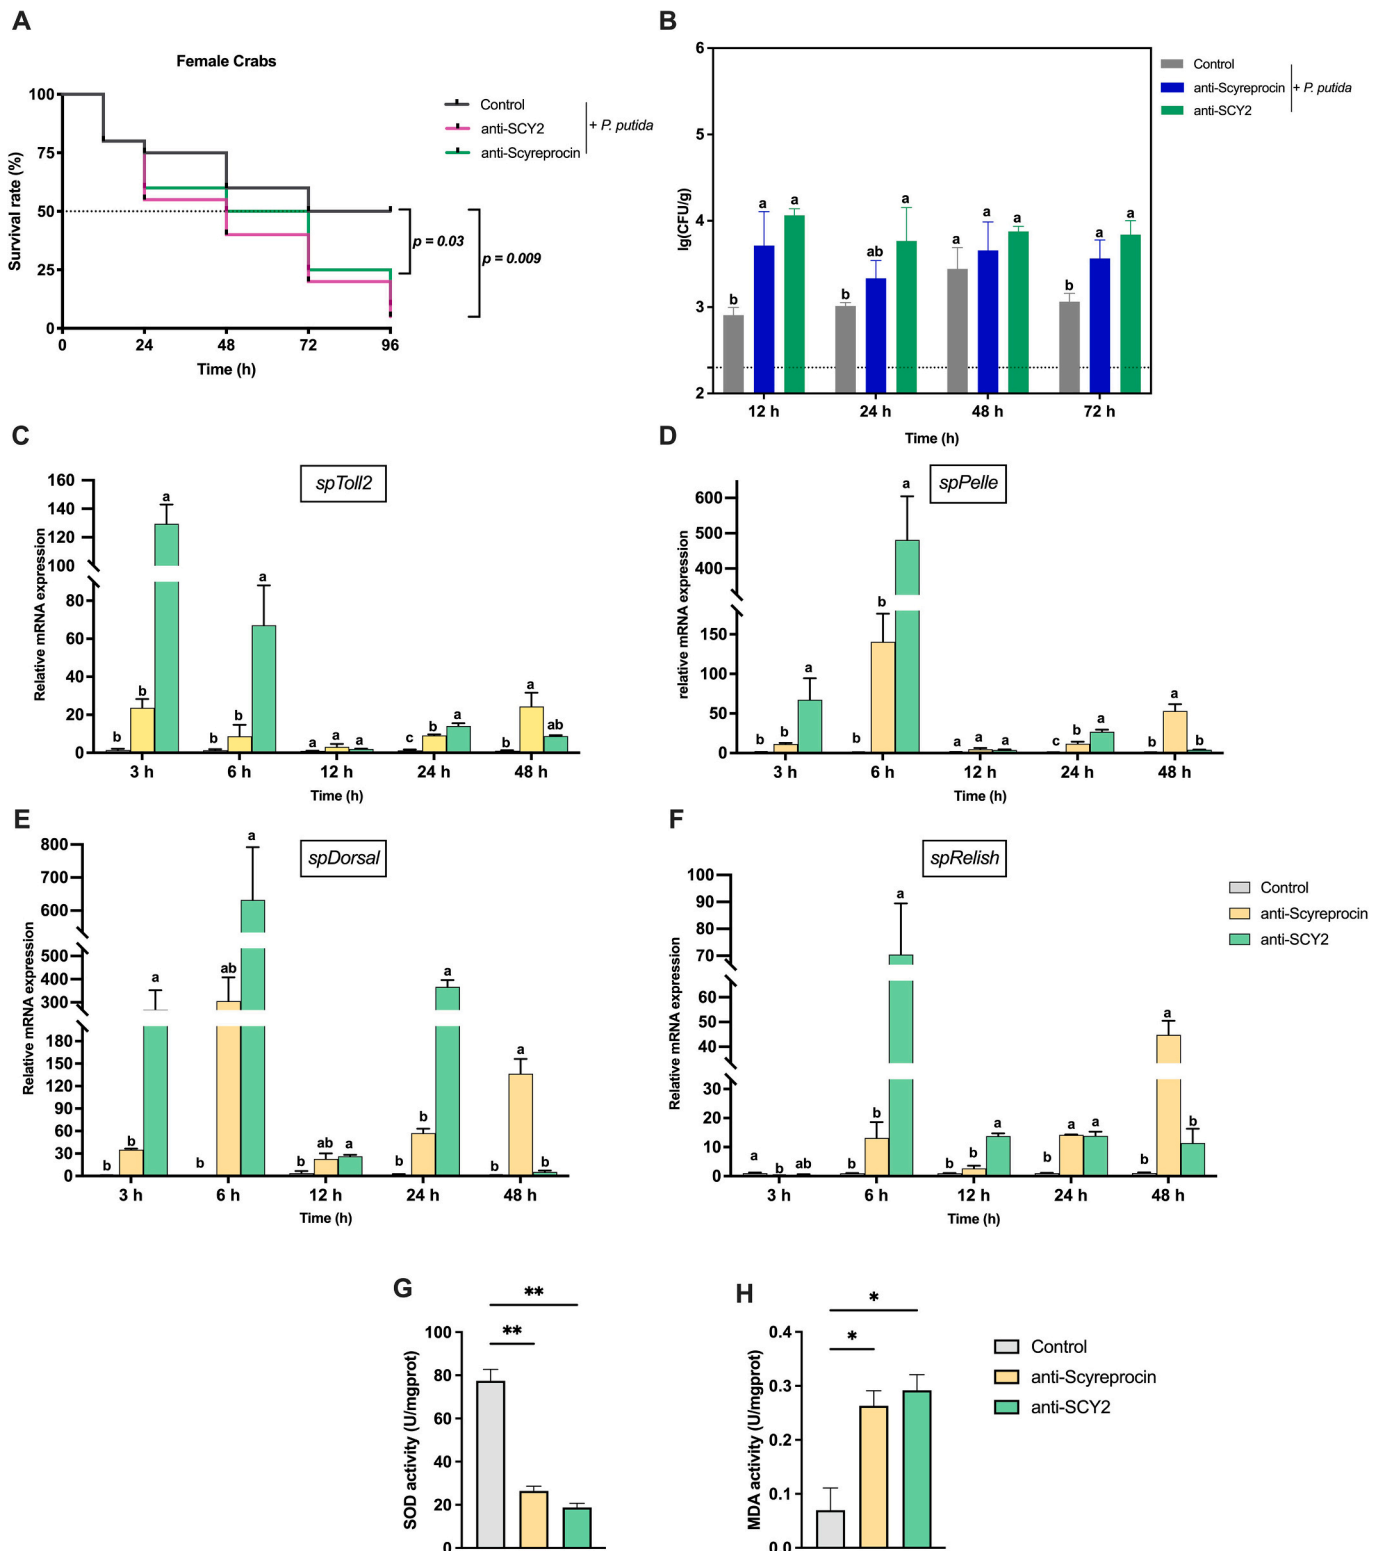 A
Female Crabs
Survival rate (%)
100
75
50
25
0
0 24 48 72 96
Time (h)
Control
anti-SCY2
anti-Scyreprocin
+ P. putida
p = 0.03
p = 0.009
B
lg(CFU/g)
6
5
4
3
2
b a a
b ab a
a a a
b a a
12 h 24 h 48 h 72 h
Time (h)
Control
anti-Scyreprocin
anti-SCY2
+ P. putida
C
spToll2
Relative mRNA expression
160
140
120
100
80
60
40
20
0
b b a
b b a
a a a
c b a
b a ab
3 h 6 h 12 h 24 h 48 h
Time (h)
D
spPelle
relative mRNA expression
600
500
400
150
100
50
0
b b a
b b a
a a a
c b a
b a b
3 h 6 h 12 h 24 h 48 h
Time (h)
E
spDorsal
Relative mRNA expression
800
700
600
500
400
300
180
150
120
90
60
30
0
b b a
b ab a
b ab a
b b a
b a b
3 h 6 h 12 h 24 h 48 h
Time (h)
F
spRelish
Relative mRNA expression
100
90
80
70
60
50
40
30
20
10
0
a b ab
b b a
b b a
b a a
b a b
3 h 6 h 12 h 24 h 48 h
Time (h)
Control
anti-Scyreprocin
anti-SCY2
G
SOD activity (U/mgprot)
100
80
60
40
20
0
**
**
H
MDA activity (U/mgprot)
0.4
0.3
0.2
0.1
0.0
*
*
Control
anti-Scyreprocin
anti-SCY2